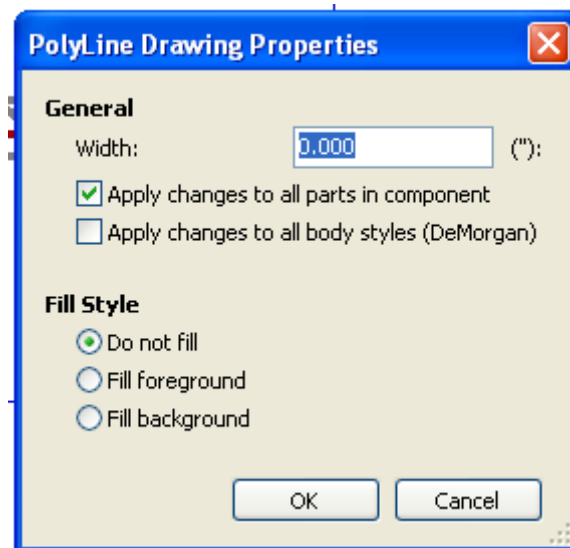 PolyLine Drawing Properties
General
Width: 0.000 ("):
Apply changes to all parts in component
Apply changes to all body styles (DeMorgan)
Fill Style
Do not fill
Fill foreground
Fill background
OK Cancel